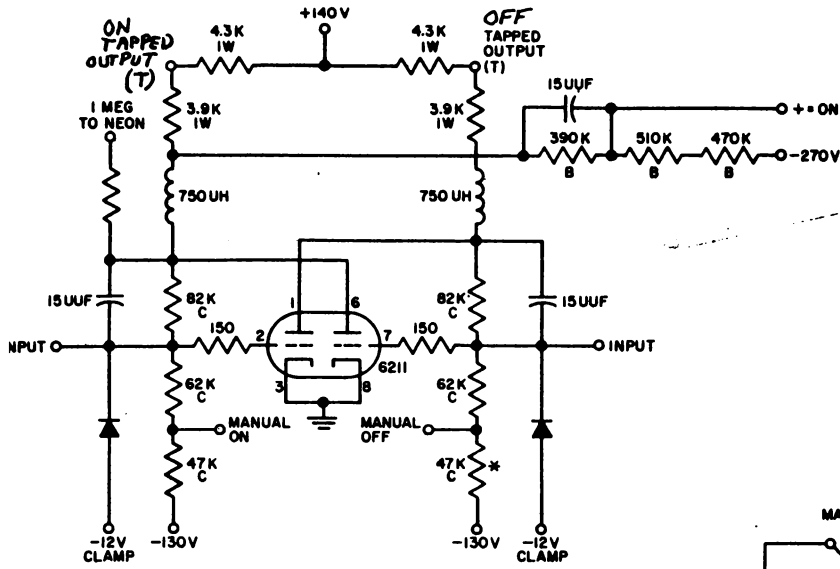 +140V
ON
TAPPED
OUTPUT
(T)
4.3K
1W
4.3K
1W
OFF
TAPPED
OUTPUT
(T)
1 MEG
TO NEON
3.9K
1W
3.9K
1W
15UUF
+=ON
390K
B
510K
B
470K
B
-270V
750UH
750UH
15UUF
82K
C
1
6
82K
C
15UUF
NPUT
150
2
7
150
INPUT
6211
62K
C
3
8
62K
C
MANUAL
ON
MANUAL
OFF
47K
C
47K
C
*
-12V
CLAMP
-130V
-130V
-12V
CLAMP
MA